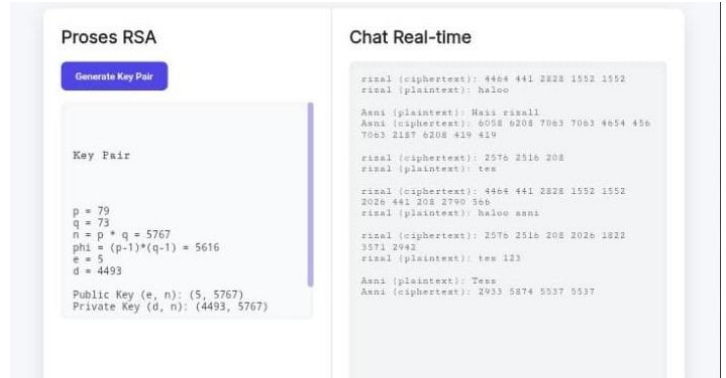 Proses RSA
Generate Key Pair
Key Pair
p = 79
q = 73
n = p * q = 5767
phi = (p-1)*(q-1) = 5616
e = 5
d = 4493
Public Key (e, n): (5, 5767)
Private Key (d, n): (4493, 5767)
Chat Real-time
rizal (ciphertext): 4464 441 2828 1552 1552
rizal (plaintext): haloo
Asni (plaintext): Haii rizall
Asni (ciphertext): 6058 6208 7063 7063 4654 456
7063 2187 6208 419 419
rizal (ciphertext): 2576 2516 208
rizal (plaintext): tes
rizal (ciphertext): 4464 441 2828 1552 1552
2026 441 208 2790 566
rizal (plaintext): haloo asni
rizal (ciphertext): 2576 2516 208 2026 1822
3571 2942
rizal (plaintext): tes 123
Asni (plaintext): Tess
Asni (ciphertext): 2933 5874 5537 5537